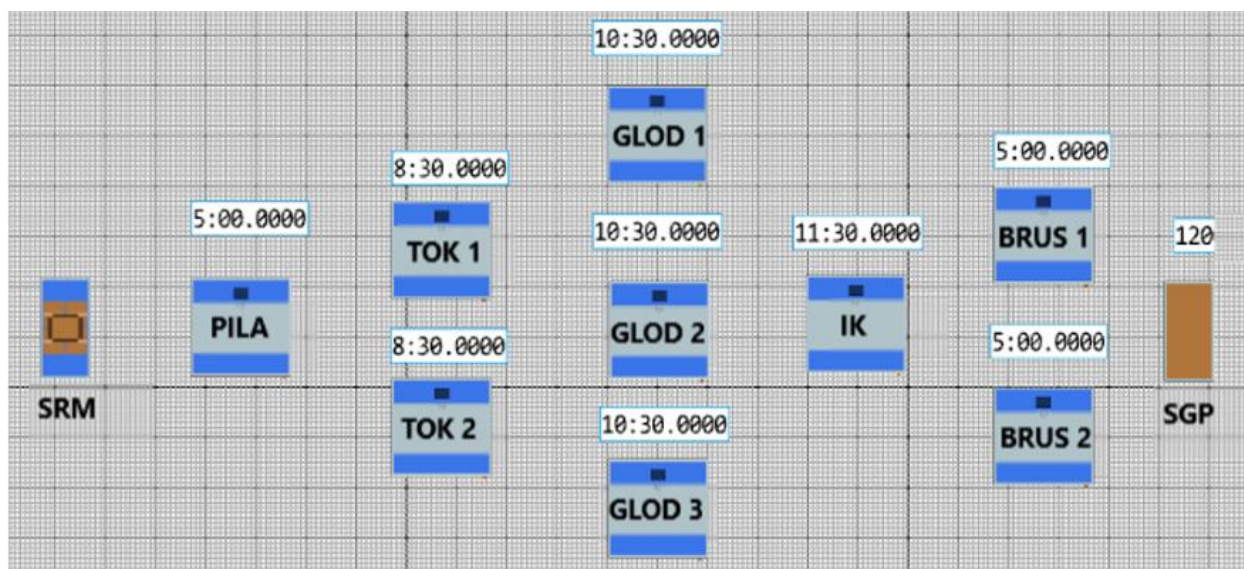 10:30.0000
GLOD 1
5:00.0000
8:30.0000
5:00.0000
TOK 1
10:30.0000
11:30.0000
BRUS 1
120
PILA
GLOD 2
IK
8:30.0000
5:00.0000
SRM
TOK 2
10:30.0000
BRUS 2
SGP
GLOD 3